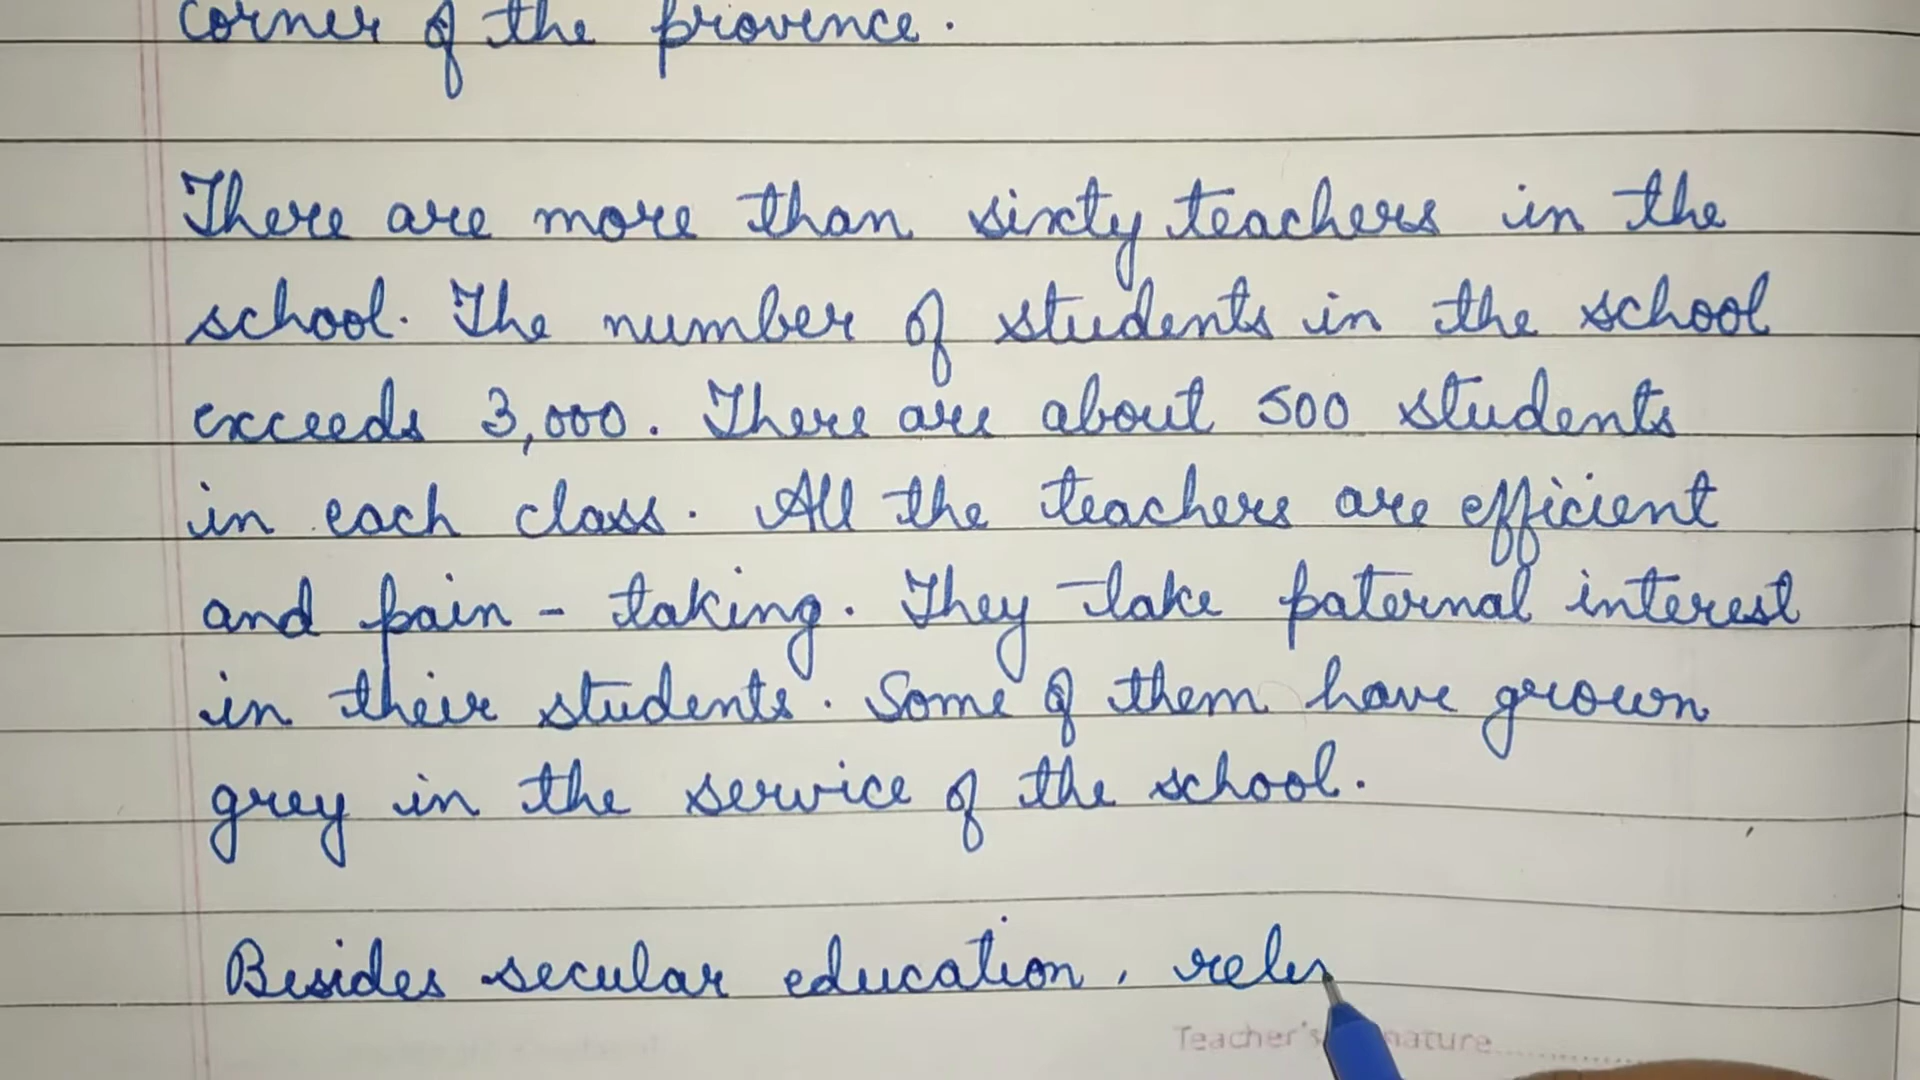 corner of the provence.
There are more than sixty teachers in the
school. The number of students in the school
exceeds 3,000. There are about 500 students
in each class. All the teachers are efficient
and pain - taking. They take paternal interest
in their students. Some of them have grown
grey in the service of the school.
Besides secular education,
Teacher's